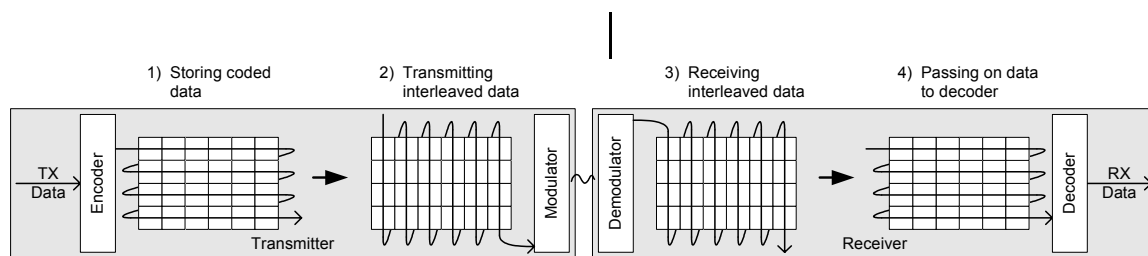 1) Storing coded
data
2) Transmitting
interleaved data
3) Receiving
interleaved data
4) Passing on data
to decoder
TX
Data
Encoder
Transmitter
Modulator
Demodulator
Receiver
Decoder
RX
Data